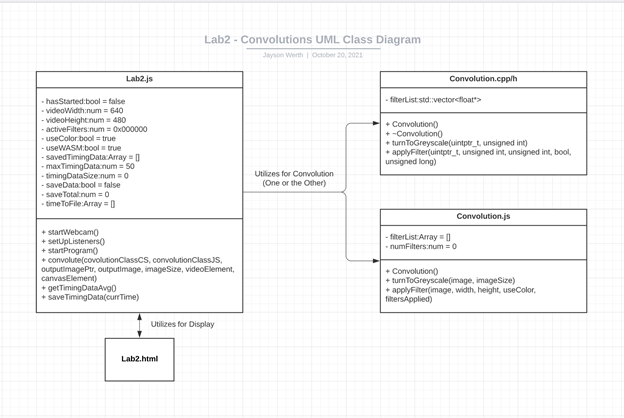 Lab2 - Convolutions UML Class Diagram
Jayson Werth | October 20, 2021
Lab2.js
- hasStarted:bool = false
- videoWidth:num = 640
- videoHeight:num = 480
- activeFilters:num = 0x000000
- useColor:bool = true
- useWASM:bool = true
- savedTimingData:Array = []
- maxTimingData:num = 50
- timingDataSize:num = 0
- saveData:bool = false
- saveTotal:num = 0
- timeToFile:Array = []
+ startWebcam()
+ setUpListeners()
+ startProgram()
+ convolute(covolutionClassCS, convolutionClassJS,
outputImagePtr, outputImage, imageSize, videoElement,
canvasElement)
+ getTimingDataAvg()
+ saveTimingData(currTime)
Utilizes for Display
Lab2.html
Utilizes for Convolution
(One or the Other)
Convolution.cpp/h
- filterList:std::vector<float*>
+ Convolution()
+ ~Convolution()
+ turnToGreyscale(uintptr_t, unsigned int)
+ applyFilter(uintptr_t, unsigned int, unsigned int, bool,
unsigned long)
Convolution.js
- filterList:Array = []
- numFilters:num = 0
+ Convolution()
+ turnToGreyscale(image, imageSize)
+ applyFilter(image, width, height, useColor,
filtersApplied)